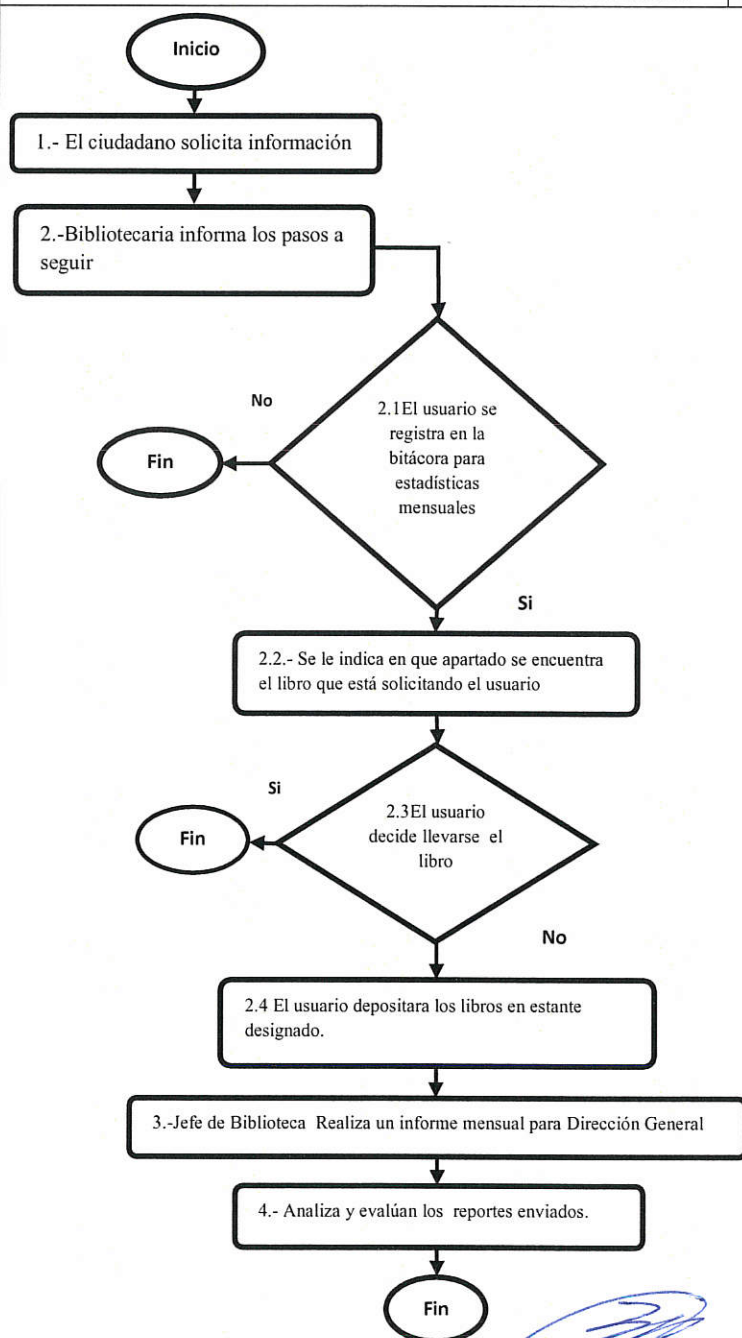 Inicio
1.- El ciudadano solicita información
2.-Bibliotecaria informa los pasos a
seguir
No
2.1El usuario se
registra en la
bitácora para
estadísticas
mensuales
Fin
Si
2.2.- Se le indica en que apartado se encuentra
el libro que está solicitando el usuario
Si
2.3El usuario
decide llevarse el
libro
Fin
No
2.4 El usuario depositara los libros en estante
designado.
3.-Jefe de Biblioteca Realiza un informe mensual para Dirección General
4.- Analiza y evalúan los reportes enviados.
Fin